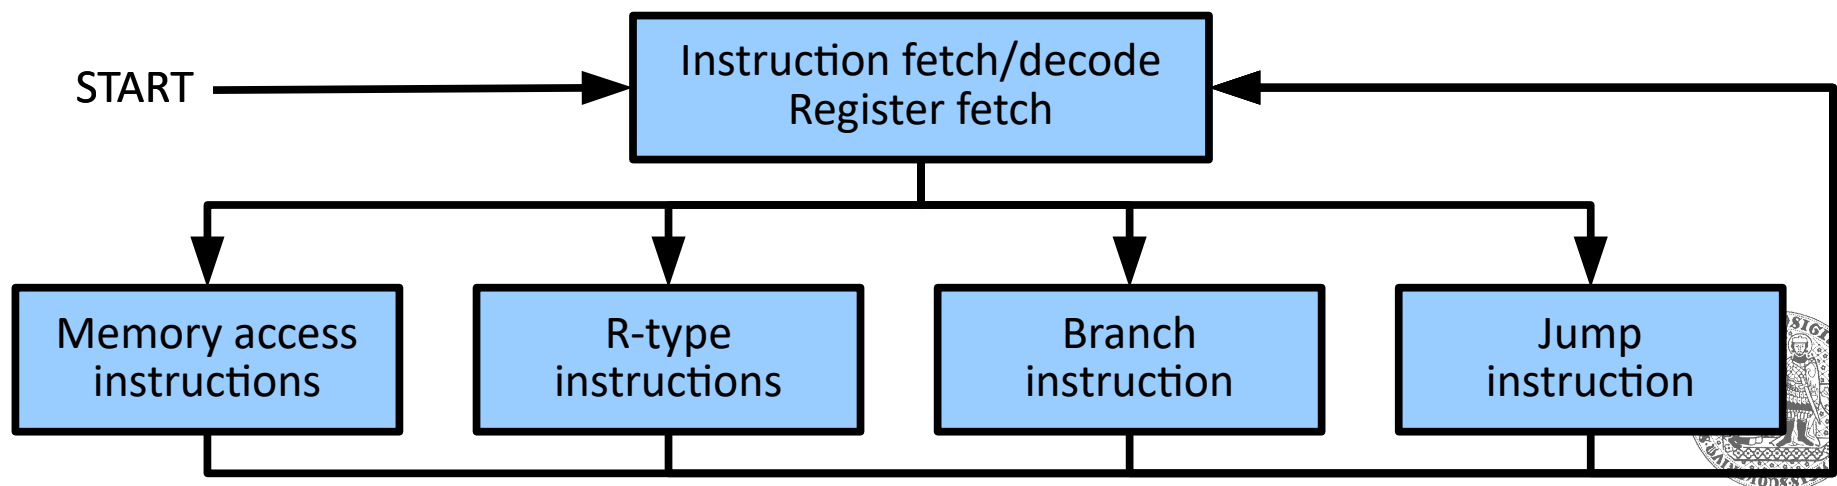 START
Instruction fetch/decode
Register fetch
Memory access
instructions
R-type
instructions
Branch
instruction
Jump
instruction